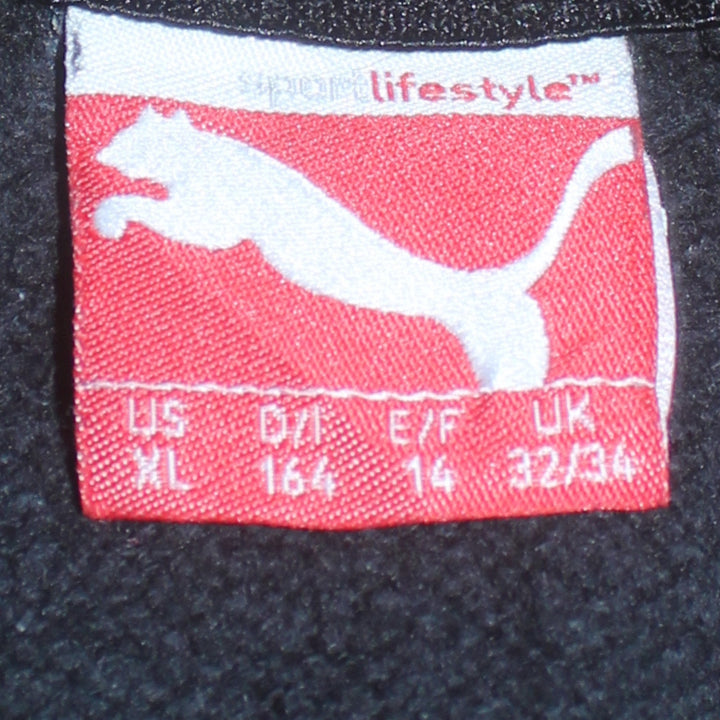 sportlifestyle™
US D/I E/F UK
XL 164 14 32/34